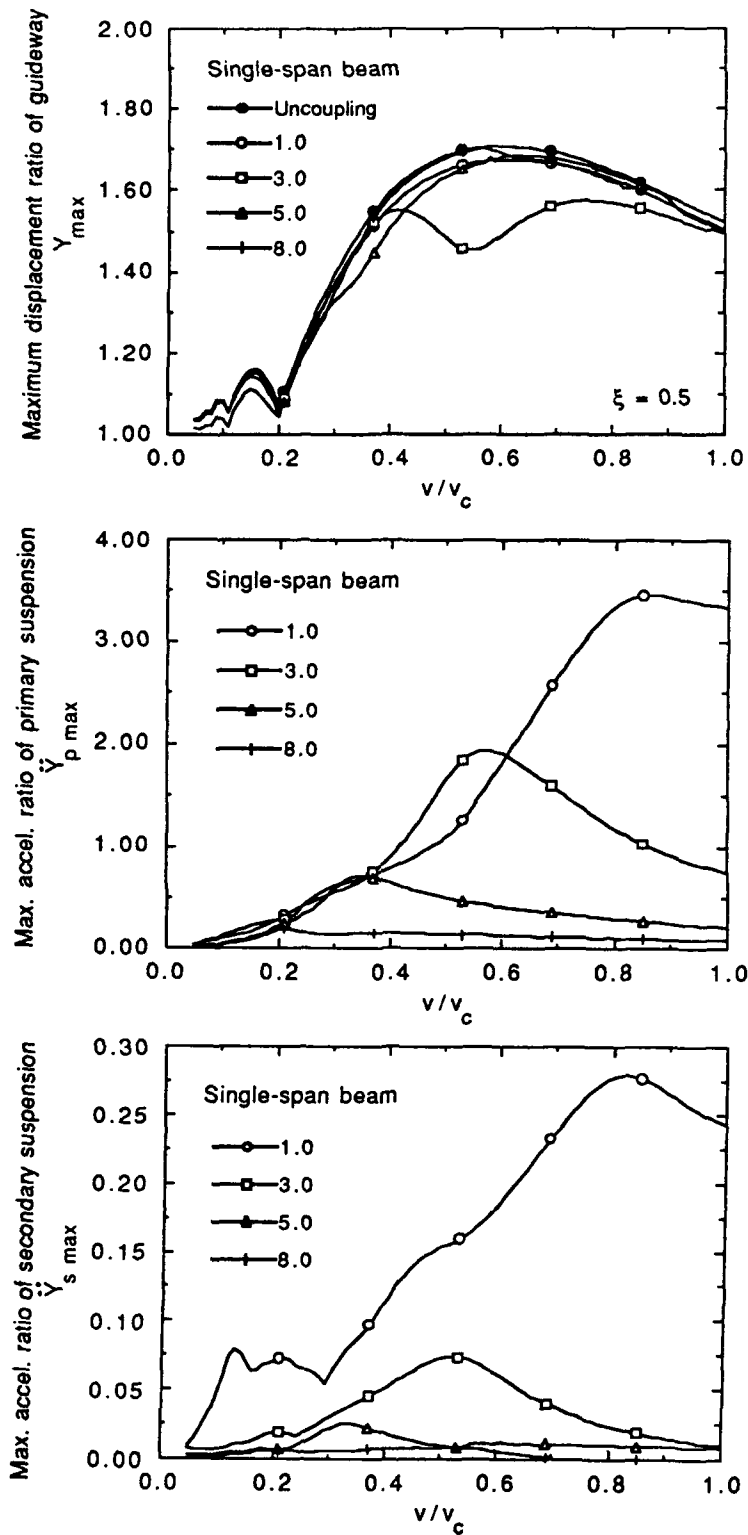 Maximum displacement ratio of guideway
Y max
2.00
1.80
1.60
1.40
1.20
1.00
Single-span beam
Uncoupling
1.0
3.0
5.0
8.0
ξ = 0.5
0.0 0.2 0.4 0.6 0.8 1.0
v/vc
Max. accel. ratio of primary suspension
Ÿp max
4.00
3.00
2.00
1.00
0.00
Single-span beam
1.0
3.0
5.0
8.0
0.0 0.2 0.4 0.6 0.8 1.0
v/vc
Max. accel. ratio of secondary suspension
Ÿs max
0.30
0.25
0.20
0.15
0.10
0.05
0.00
Single-span beam
1.0
3.0
5.0
8.0
0.0 0.2 0.4 0.6 0.8 1.0
v/vc